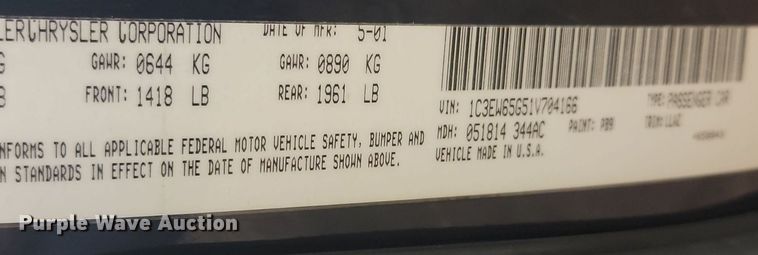 LERCHRYSLER CORPORATION DATE OF MFR: 5-01
G GAWR: 0644 KG GAWR: 0890 KG
B FRONT: 1418 LB REAR: 1961 LB
VIN: 1C3EW65G51V704166 TYPE: PASSENGER CAR
MDH: 051814 344AC PAINT: PB9 TRIM: LLAZ
VEHICLE MADE IN U.S.A.
NFORMS TO ALL APPLICABLE FEDERAL MOTOR VEHICLE SAFETY, BUMPER AND
N STANDARDS IN EFFECT ON THE DATE OF MANUFACTURE SHOWN ABOVE.
Purple Wave Auction